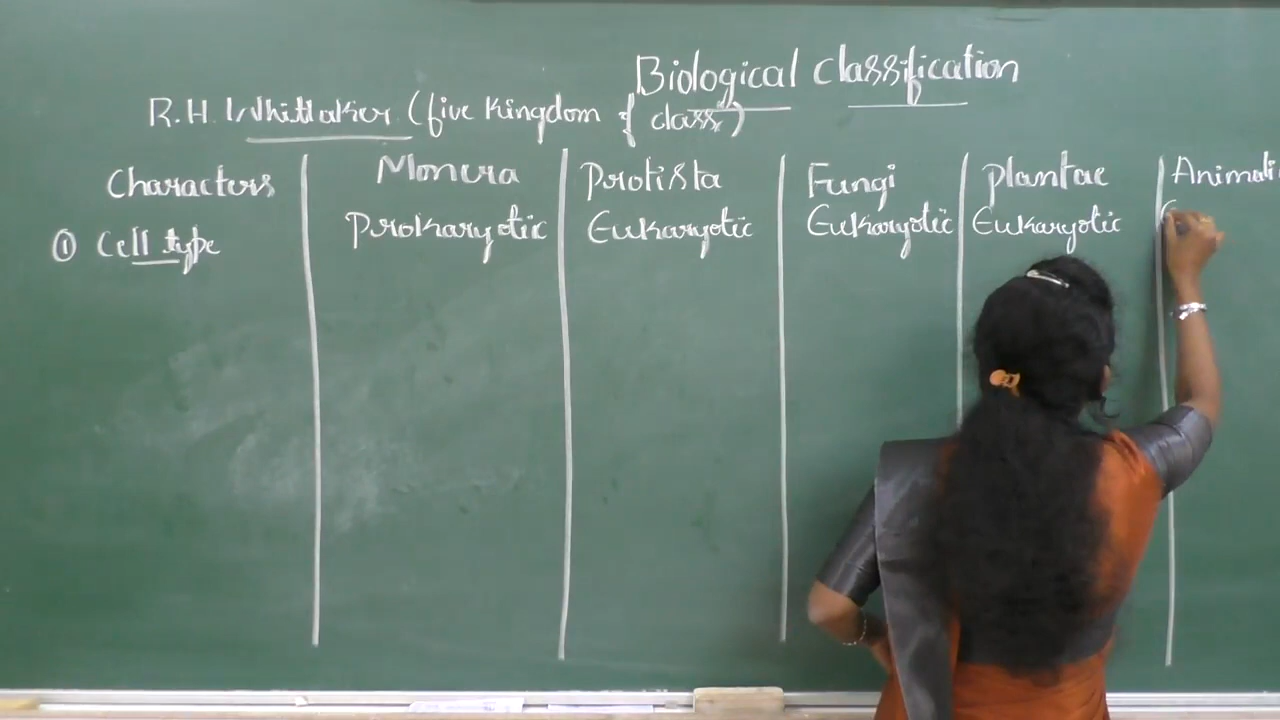 Biological classification
R.H. Whittaker (five kingdom of class)
Characters Monera Protista Fungi plantae Animali
① Cell type Prokaryotic Eukaryotic Eukaryotic Eukaryotic